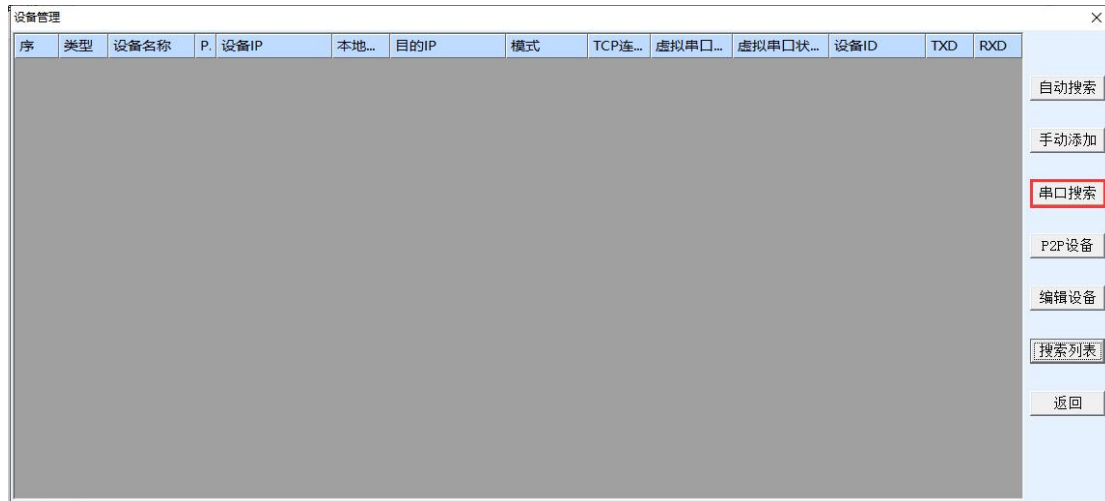 设备管理
序 类型 设备名称 P. 设备IP 本地... 目的IP 模式 TCP连... 虚拟串口... 虚拟串口状... 设备ID TXD RXD
自动搜索
手动添加
串口搜索
P2P设备
编辑设备
搜索列表
返回